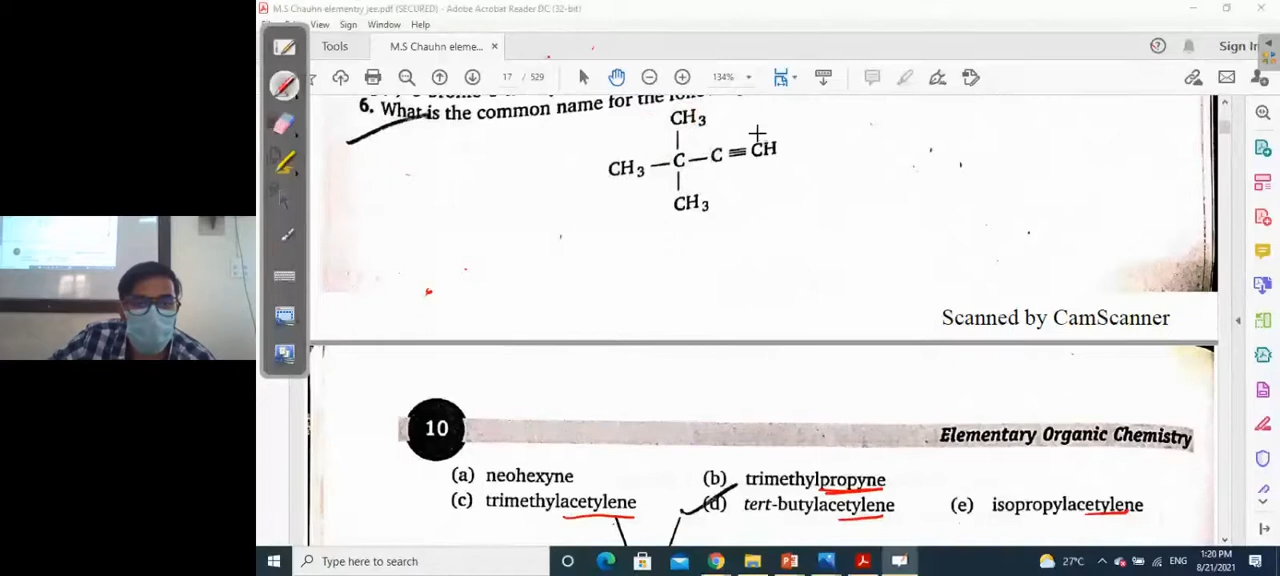 M.S Chauhn elementry jee.pdf (SECURED) - Adobe Acrobat Reader DC (32-bit)
View Sign Window Help
Tools M.S Chauhn eleme... × Sign In
17 / 529 134%
6. What is the common name for the
CH3
CH3 — C — C ≡ CH
CH3
Scanned by CamScanner
10
Elementary Organic Chemistry
(a) neohexyne (b) trimethylpropyne
(c) trimethylacetylene (d) tert-butylacetylene (e) isopropylacetylene
Type here to search
27°C ENG 1:20 PM
8/21/2021